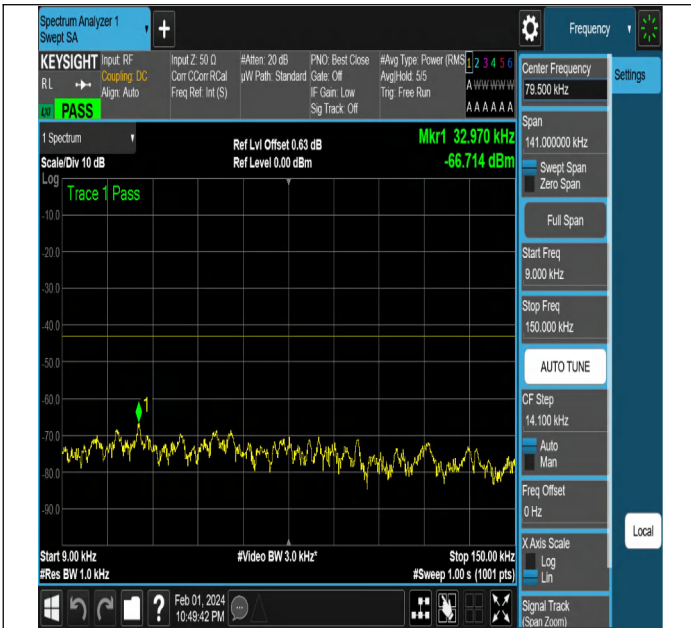 Spectrum Analyzer 1
Swept SA
Frequency
KEYSIGHT
RL
LXI
PASS
Input: RF
Coupling: DC
Align: Auto
Input Z: 50 Ω
Corr CCorr RCal
Freq Ref: Int (S)
#Atten: 20 dB
µW Path: Standard
PNO: Best Close
Gate: Off
IF Gain: Low
Sig Track: Off
#Avg Type: Power (RMS
Avg|Hold: 5/5
Trig: Free Run
1 2 3 4 5 6
A W W W W W
A A A A A A
1 Spectrum
Scale/Div 10 dB
Ref Lvl Offset 0.63 dB
Ref Level 0.00 dBm
Mkr1 32.970 kHz
-66.714 dBm
Log
Trace 1 Pass
-10.0
-20.0
-30.0
-40.0
-50.0
-60.0
-70.0
-80.0
-90.0
1
Start 9.00 kHz
#Res BW 1.0 kHz
#Video BW 3.0 kHz*
Stop 150.00 kHz
#Sweep 1.00 s (1001 pts)
?
Feb 01, 2024
10:49:42 PM
Center Frequency
79.500 kHz
Span
141.000000 kHz
Swept Span
Zero Span
Full Span
Start Freq
9.000 kHz
Stop Freq
150.000 kHz
AUTO TUNE
CF Step
14.100 kHz
Auto
Man
Freq Offset
0 Hz
X Axis Scale
Log
Lin
Signal Track
(Span Zoom)
Settings
Local